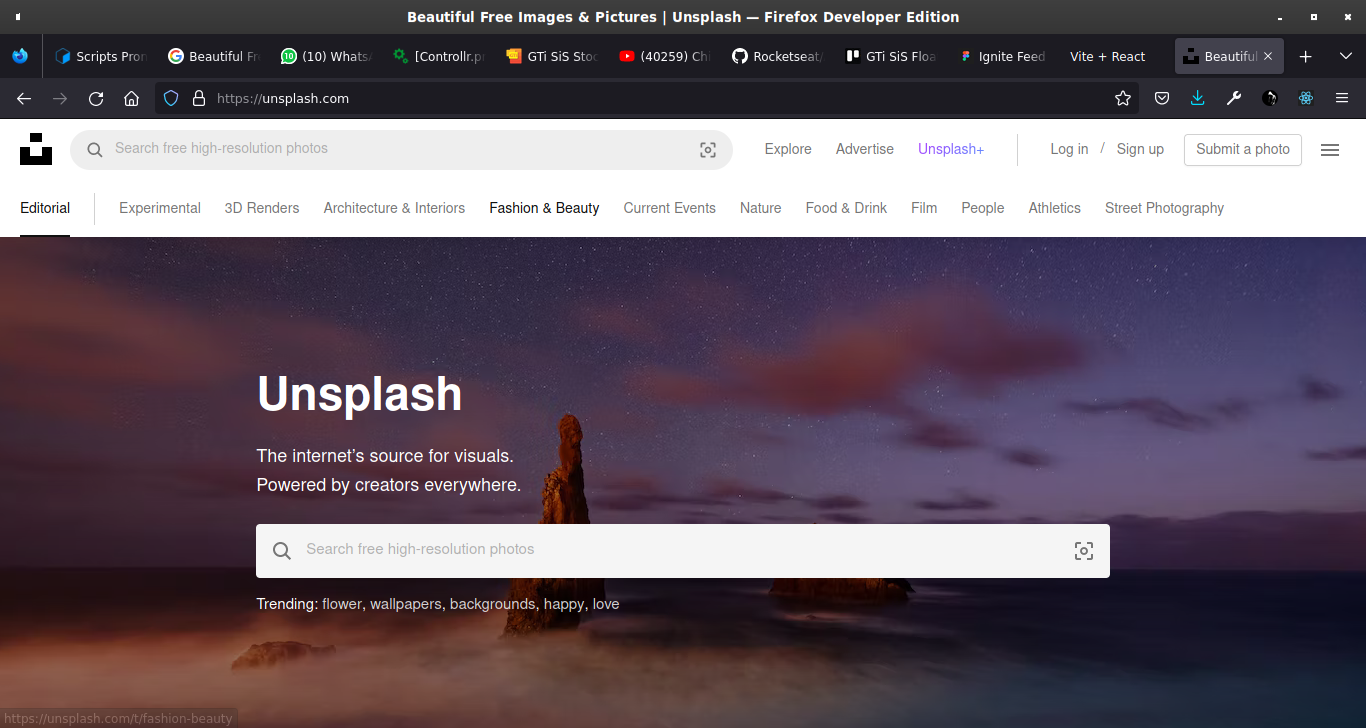 Beautiful Free Images & Pictures | Unsplash — Firefox Developer Edition
Scripts Pron
Beautiful Fr
(10) Whats
[Controllr.p
GTi SiS Stoc
(40259) Ch
Rocketseat/
GTi SiS Floa
Ignite Feed
Vite + React
Beautiful
https://unsplash.com
Search free high-resolution photos
Explore
Advertise
Unsplash+
Log in / Sign up
Submit a photo
Editorial
Experimental
3D Renders
Architecture & Interiors
Fashion & Beauty
Current Events
Nature
Food & Drink
Film
People
Athletics
Street Photography
Unsplash
The internet’s source for visuals.
Powered by creators everywhere.
Search free high-resolution photos
Trending: flower, wallpapers, backgrounds, happy, love
https://unsplash.com/t/fashion-beauty